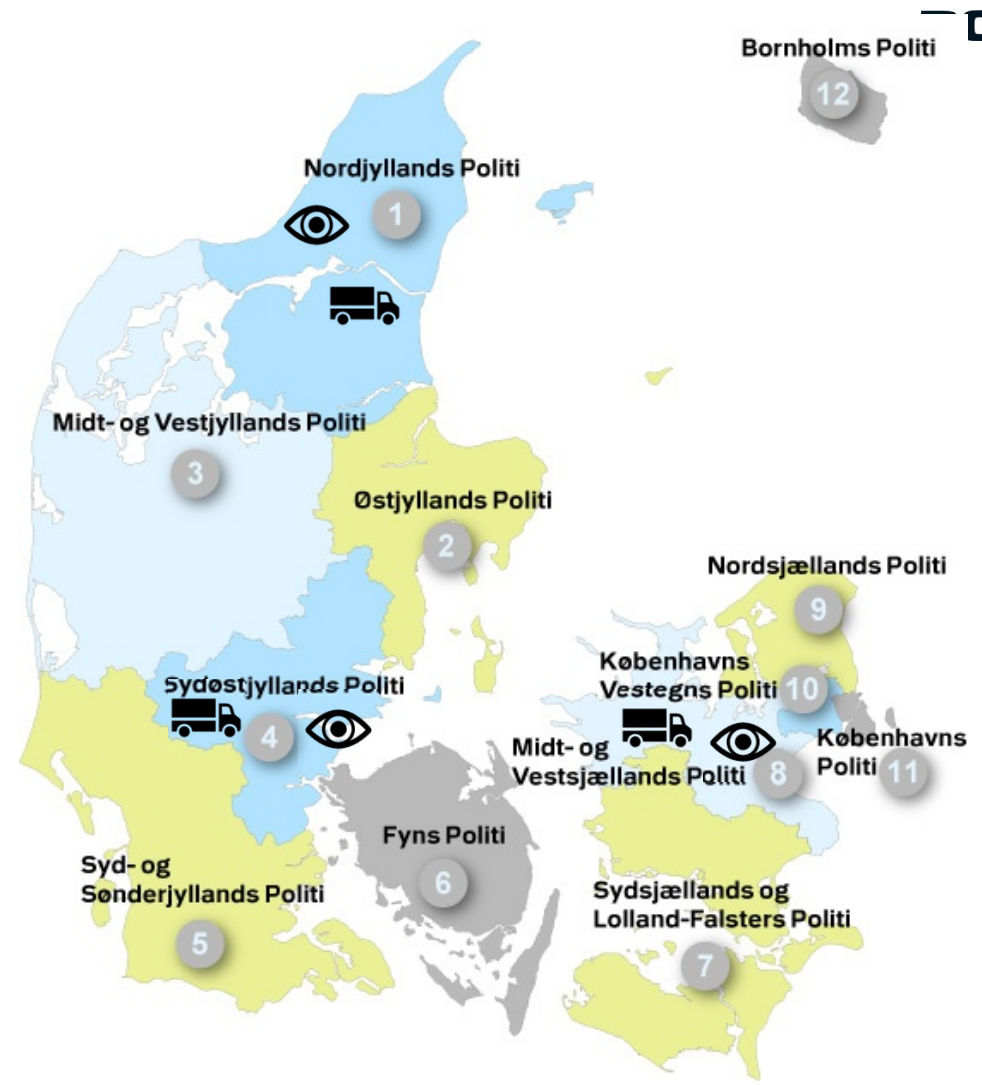 Bornholms Politi
12
Nordjyllands Politi
1
Midt- og Vestjyllands Politi
3
Østjyllands Politi
2
Nordsjællands Politi
9
Københavns
Vestegns Politi
10
Sydøstjyllands Politi
4
Midt- og
Vestsjællands Politi
8
Københavns
Politi
11
Fyns Politi
6
Syd- og
Sønderjyllands Politi
5
Sydsjællands og
Lolland-Falsters Politi
7